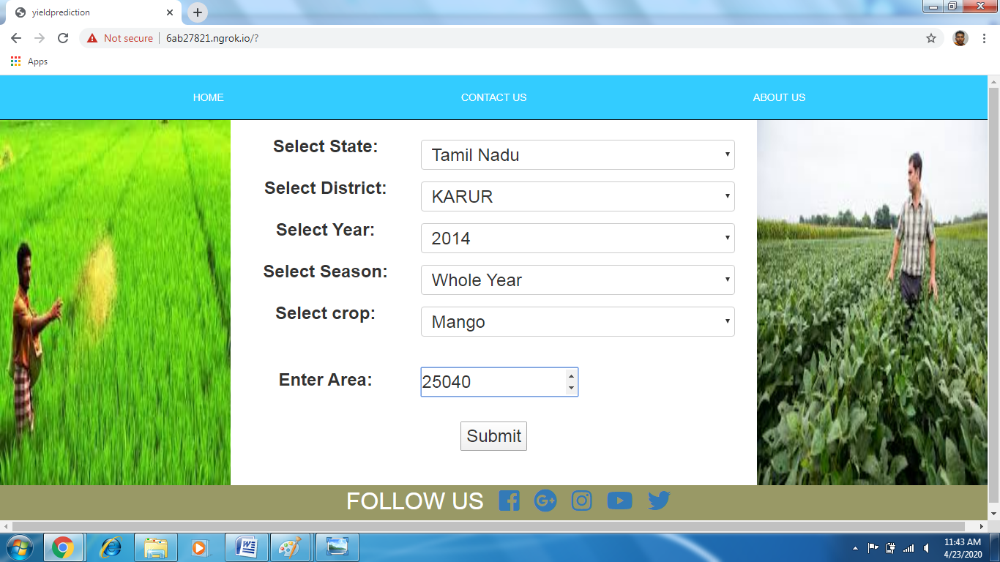 yieldprediction
Not secure 6ab27821.ngrok.io/?
Apps
HOME CONTACT US ABOUT US
Select State: Tamil Nadu
Select District: KARUR
Select Year: 2014
Select Season: Whole Year
Select crop: Mango
Enter Area: 25040
Submit
FOLLOW US
11:43 AM
4/23/2020